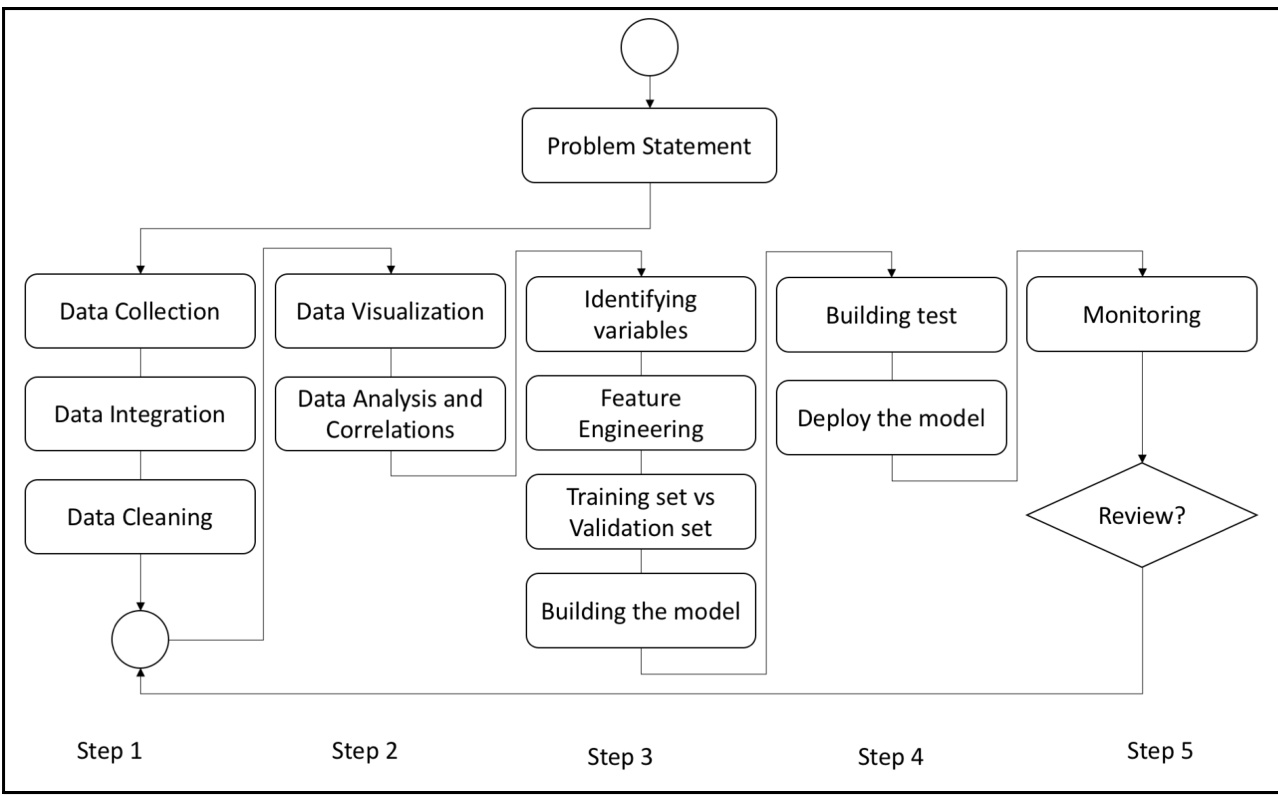 Problem Statement
Data Collection
Data Integration
Data Cleaning
Data Visualization
Data Analysis and
Correlations
Identifying
variables
Feature
Engineering
Training set vs
Validation set
Building the model
Building test
Deploy the model
Monitoring
Review?
Step 1
Step 2
Step 3
Step 4
Step 5